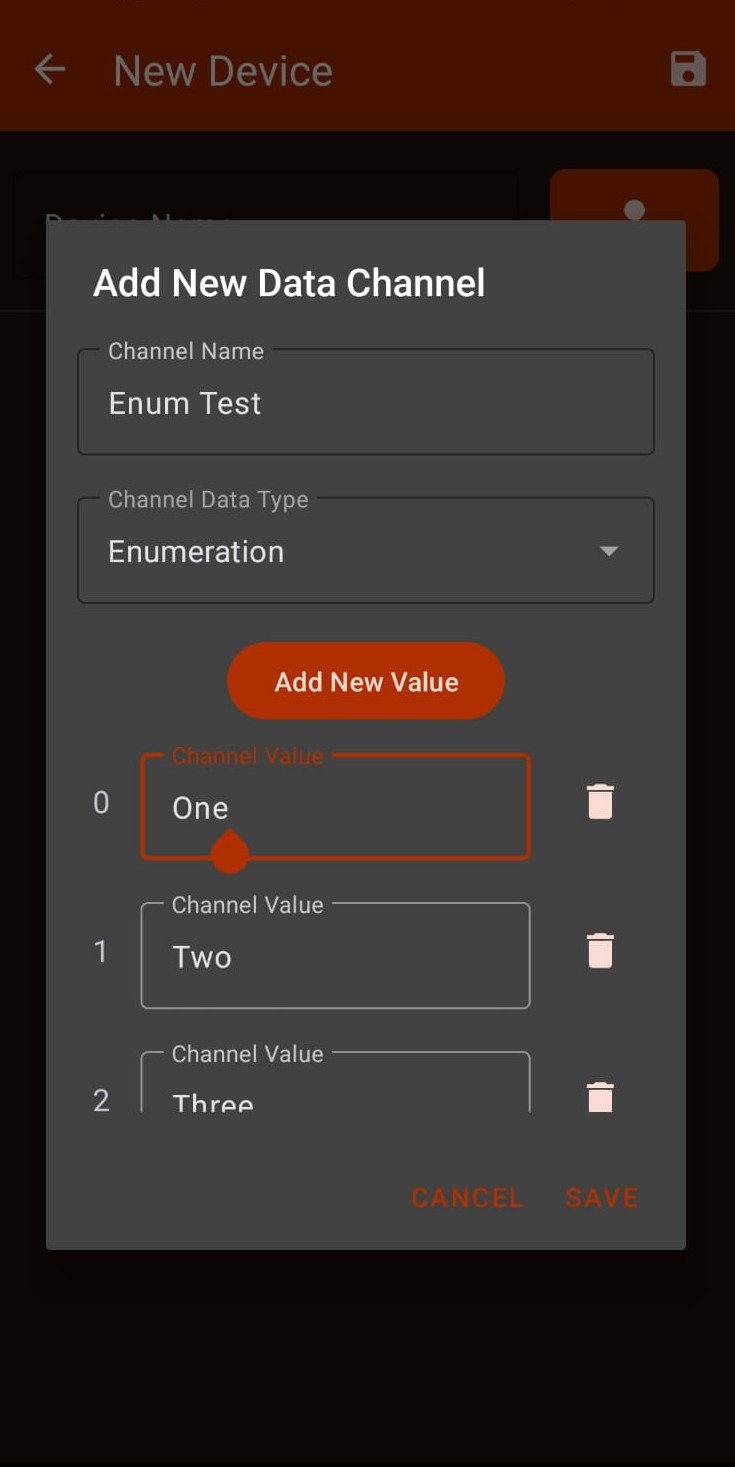 New Device
Device Name
Add New Data Channel
Channel Name
Enum Test
Channel Data Type
Enumeration
Add New Value
Channel Value
0
One
Channel Value
1
Two
Channel Value
2
Three
CANCEL SAVE